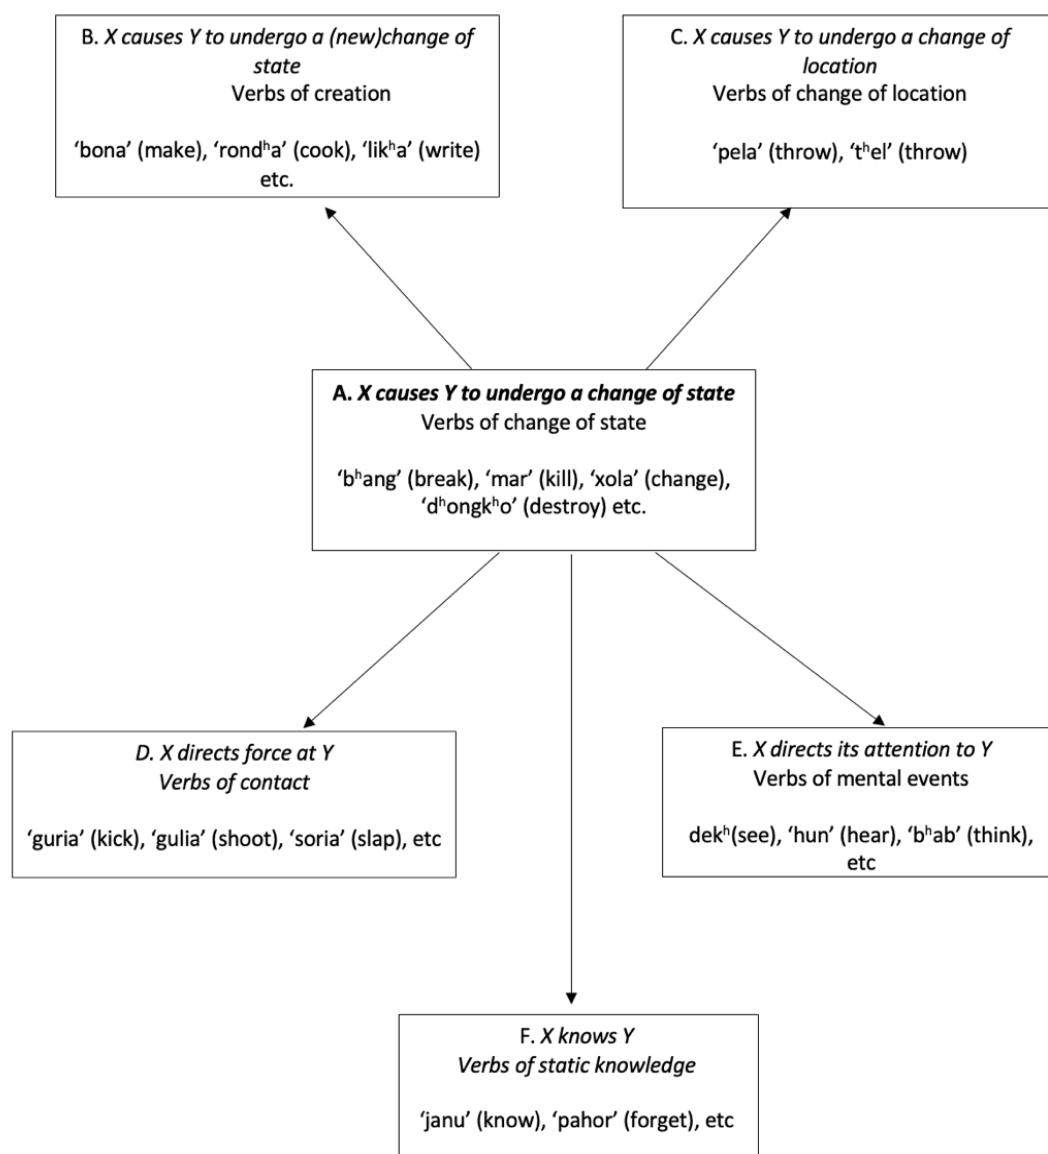 B. X causes Y to undergo a (new)change of
state
Verbs of creation
‘bona’ (make), ‘rondʰa’ (cook), ‘likʰa’ (write)
etc.
C. X causes Y to undergo a change of
location
Verbs of change of location
‘pela’ (throw), ‘tʰel’ (throw)
A. X causes Y to undergo a change of state
Verbs of change of state
‘bʰang’ (break), ‘mar’ (kill), ‘xola’ (change),
‘dʰongkʰo’ (destroy) etc.
D. X directs force at Y
Verbs of contact
‘guria’ (kick), ‘gulia’ (shoot), ‘soria’ (slap), etc
E. X directs its attention to Y
Verbs of mental events
dekʰ(see), ‘hun’ (hear), ‘bʰab’ (think),
etc
F. X knows Y
Verbs of static knowledge
‘janu’ (know), ‘pahor’ (forget), etc